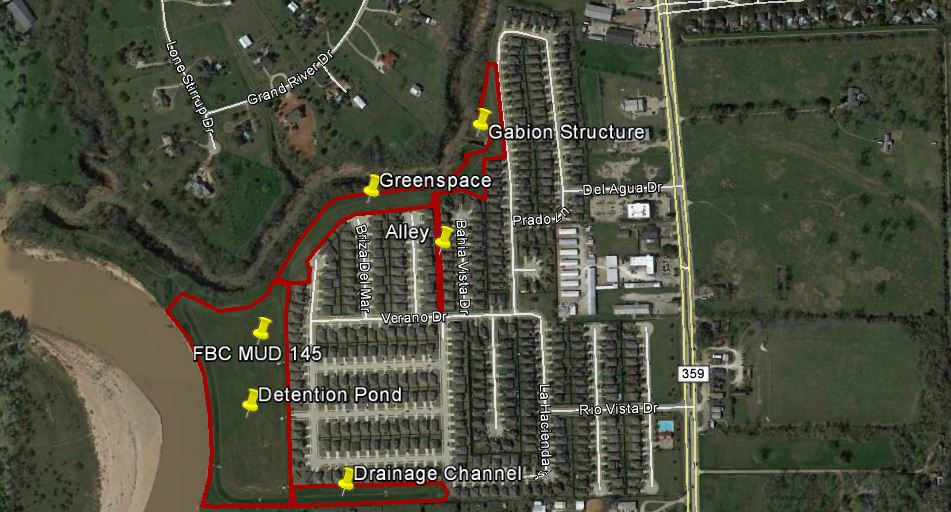 Lone Stirrup Dr
Grand River Dr
Gabion Structure
Greenspace
Del Agua Dr
Prado Ln
Alley
Briza Del Mar
Bahia Vista Dr
Verano Dr
FBC MUD 145
359
Detention Pond
La Hacienda
Rio Vista Dr
Drainage Channel